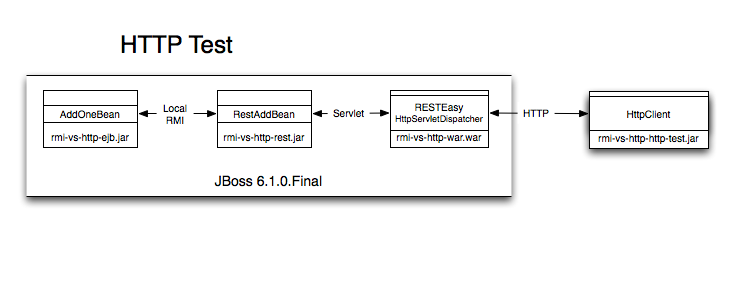 HTTP Test
AddOneBean
rmi-vs-http-ejb.jar
Local
RMI
RestAddBean
rmi-vs-http-rest.jar
Servlet
RESTEasy
HttpServletDispatcher
rmi-vs-http-war.war
HTTP
HttpClient
rmi-vs-http-http-test.jar
JBoss 6.1.0.Final